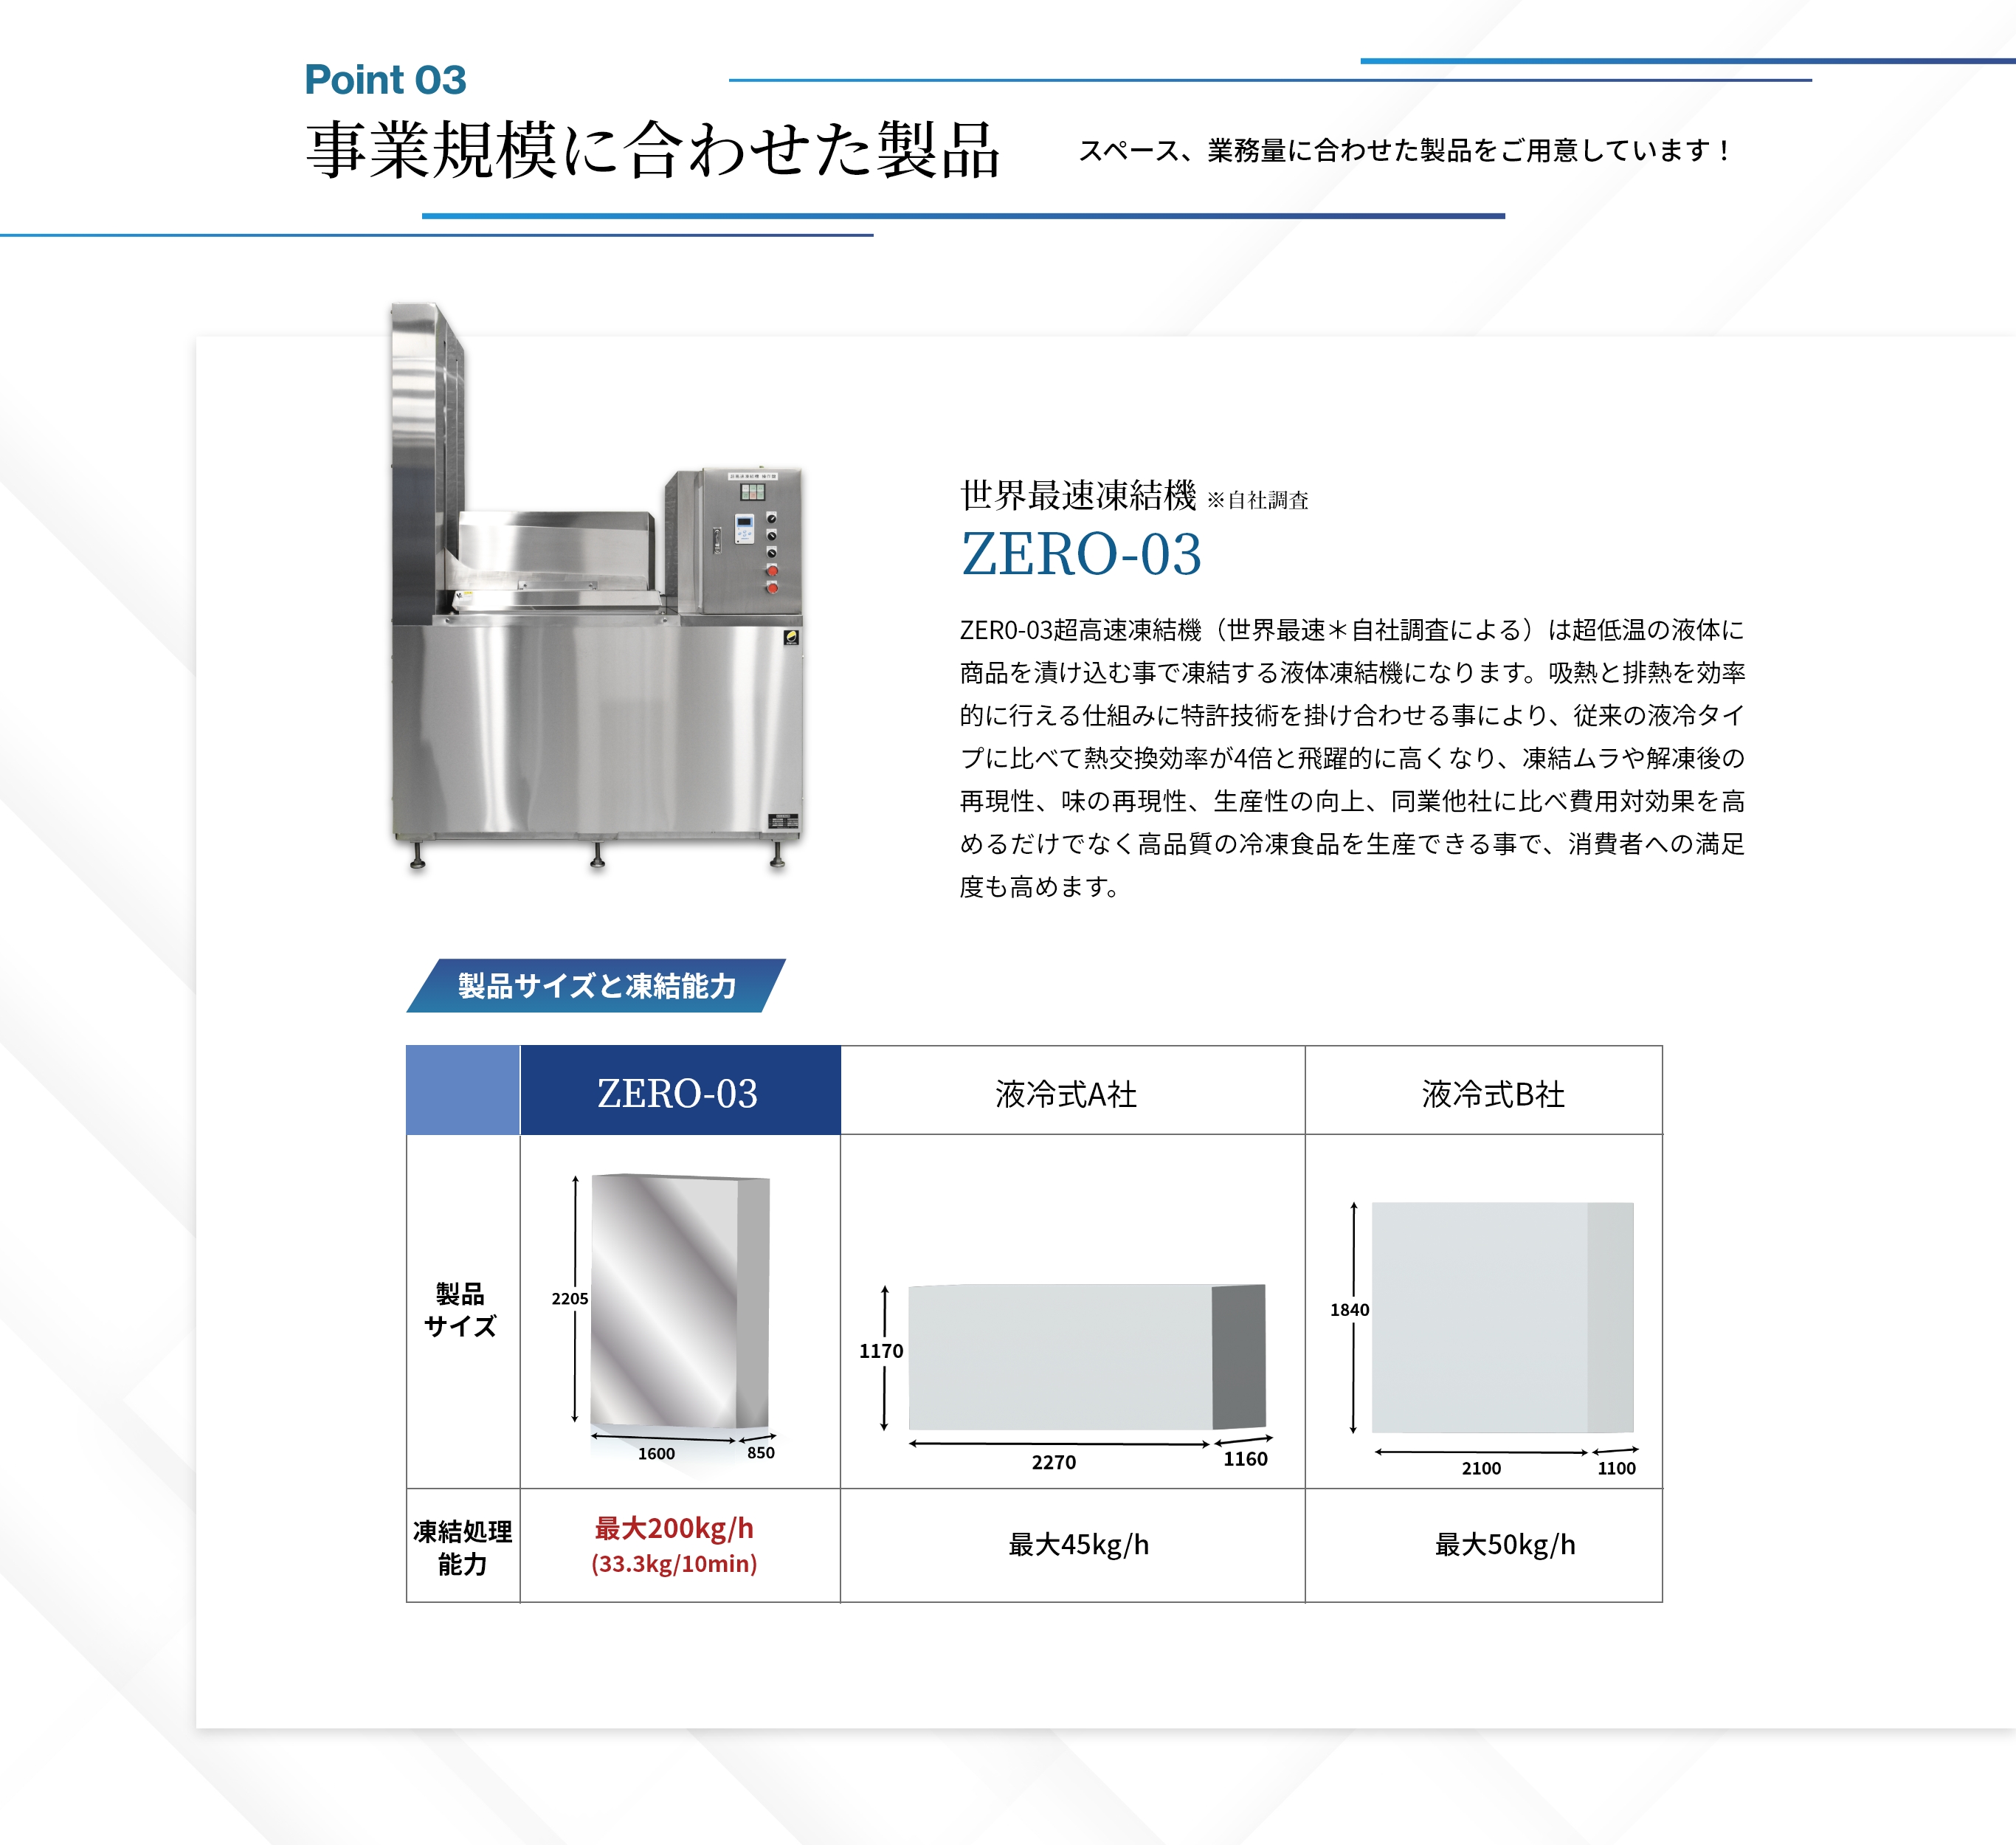 Point 03
事業規模に合わせた製品
スペース、業務量に合わせた製品をご用意しています！
世界最速凍結機 ※自社調査
ZERO-03
ZER0-03超高速凍結機（世界最速＊自社調査による）は超低温の液体に
商品を漬け込む事で凍結する液体凍結機になります。吸熱と排熱を効率
的に行える仕組みに特許技術を掛け合わせる事により、従来の液冷タイ
プに比べて熱交換効率が4倍と飛躍的に高くなり、凍結ムラや解凍後の
再現性、味の再現性、生産性の向上、同業他社に比べ費用対効果を高
めるだけでなく高品質の冷凍食品を生産できる事で、消費者への満足
度も高めます。
製品サイズと凍結能力
ZERO-03
液冷式A社
液冷式B社
製品
サイズ
2205
1600
850
1170
2270
1160
1840
2100
1100
凍結処理
能力
最大200kg/h
(33.3kg/10min)
最大45kg/h
最大50kg/h